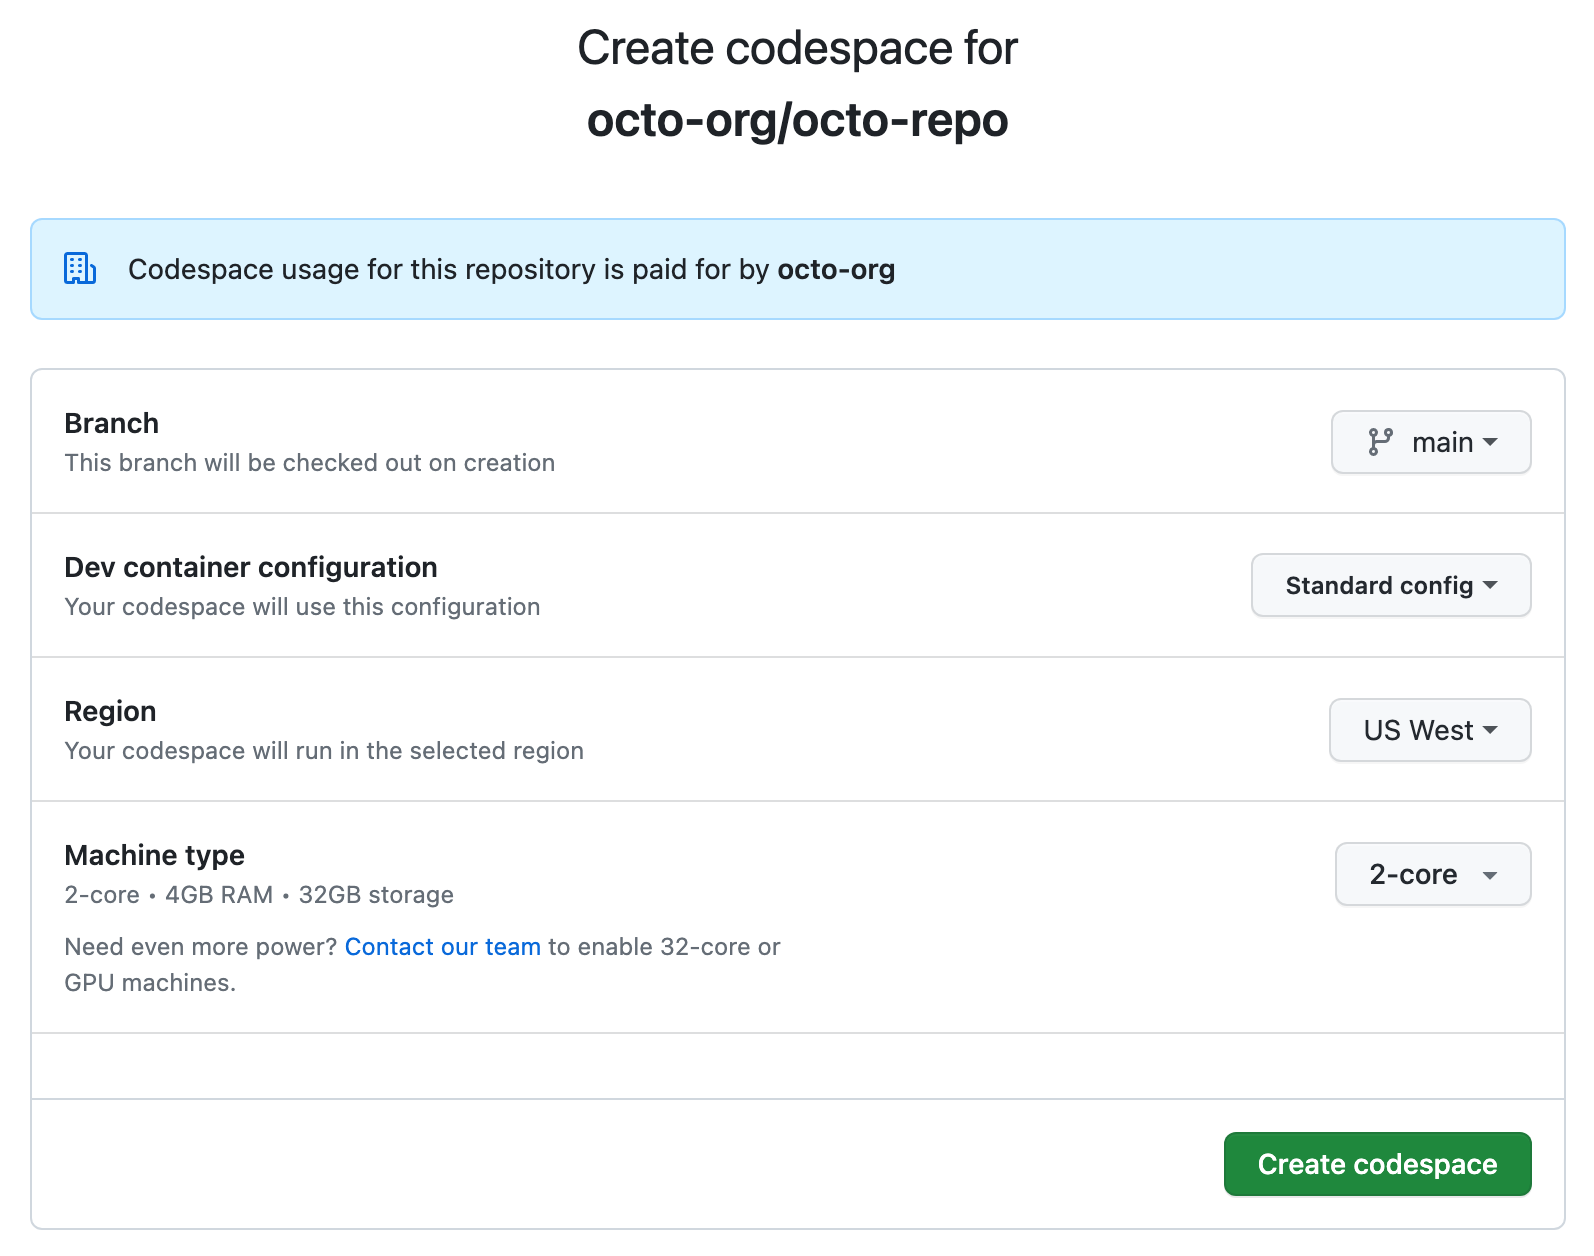 Create codespace for
octo-org/octo-repo
Codespace usage for this repository is paid for by octo-org
Branch
This branch will be checked out on creation
main
Dev container configuration
Your codespace will use this configuration
Standard config
Region
Your codespace will run in the selected region
US West
Machine type
2-core • 4GB RAM • 32GB storage
2-core
Need even more power? Contact our team to enable 32-core or
GPU machines.
Create codespace